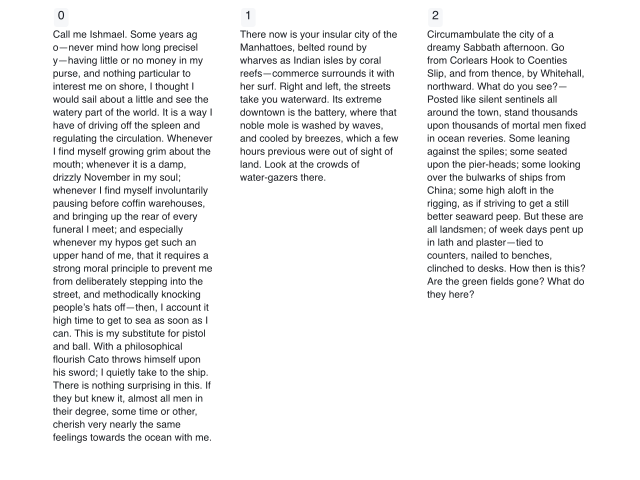 0
Call me Ishmael. Some years ag
o—never mind how long precisel
y—having little or no money in my
purse, and nothing particular to
interest me on shore, I thought I
would sail about a little and see the
watery part of the world. It is a way I
have of driving off the spleen and
regulating the circulation. Whenever
I find myself growing grim about the
mouth; whenever it is a damp,
drizzly November in my soul;
whenever I find myself involuntarily
pausing before coffin warehouses,
and bringing up the rear of every
funeral I meet; and especially
whenever my hypos get such an
upper hand of me, that it requires a
strong moral principle to prevent me
from deliberately stepping into the
street, and methodically knocking
people's hats off—then, I account it
high time to get to sea as soon as I
can. This is my substitute for pistol
and ball. With a philosophical
flourish Cato throws himself upon
his sword; I quietly take to the ship.
There is nothing surprising in this. If
they but knew it, almost all men in
their degree, some time or other,
cherish very nearly the same
feelings towards the ocean with me.
1
There now is your insular city of the
Manhattoes, belted round by
wharves as Indian isles by coral
reefs—commerce surrounds it with
her surf. Right and left, the streets
take you waterward. Its extreme
downtown is the battery, where that
noble mole is washed by waves,
and cooled by breezes, which a few
hours previous were out of sight of
land. Look at the crowds of
water-gazers there.
2
Circumambulate the city of a
dreamy Sabbath afternoon. Go
from Corlears Hook to Coenties
Slip, and from thence, by Whitehall,
northward. What do you see?—
Posted like silent sentinels all
around the town, stand thousands
upon thousands of mortal men fixed
in ocean reveries. Some leaning
against the spiles; some seated
upon the pier-heads; some looking
over the bulwarks of ships from
China; some high aloft in the
rigging, as if striving to get a still
better seaward peep. But these are
all landsmen; of week days pent up
in lath and plaster—tied to
counters, nailed to benches,
clinched to desks. How then is this?
Are the green fields gone? What do
they here?